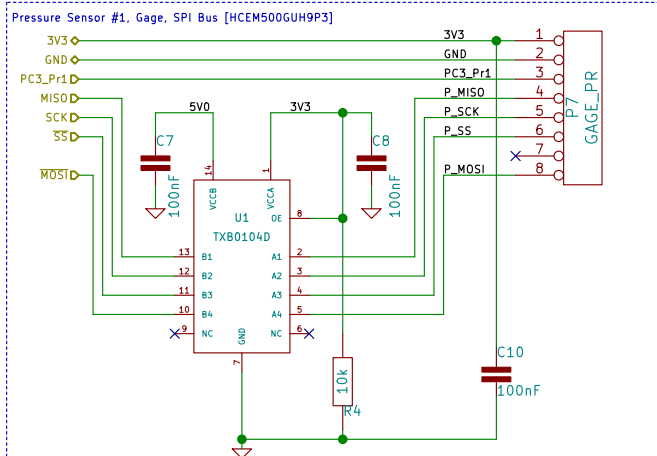 Pressure Sensor #1, Gage, SPI Bus [HCEM500GUH9P3]
3V3
GND
PC3_Pr1
MISO
SCK
SS
MOSI
3V3
GND
PC3_Pr1
P_MISO
P_SCK
P_SS
P_MOSI
1
2
3
4
5
6
7
8
P7
GAGE_PR
5V0
3V3
C7
100nF
C8
100nF
14
1
VCCB
VCCA
U1
TXB0104D
OE
8
13
B1
A1
2
12
B2
A2
3
11
B3
A3
4
10
B4
A4
5
9
NC
NC
6
GND
7
10k
R4
C10
100nF